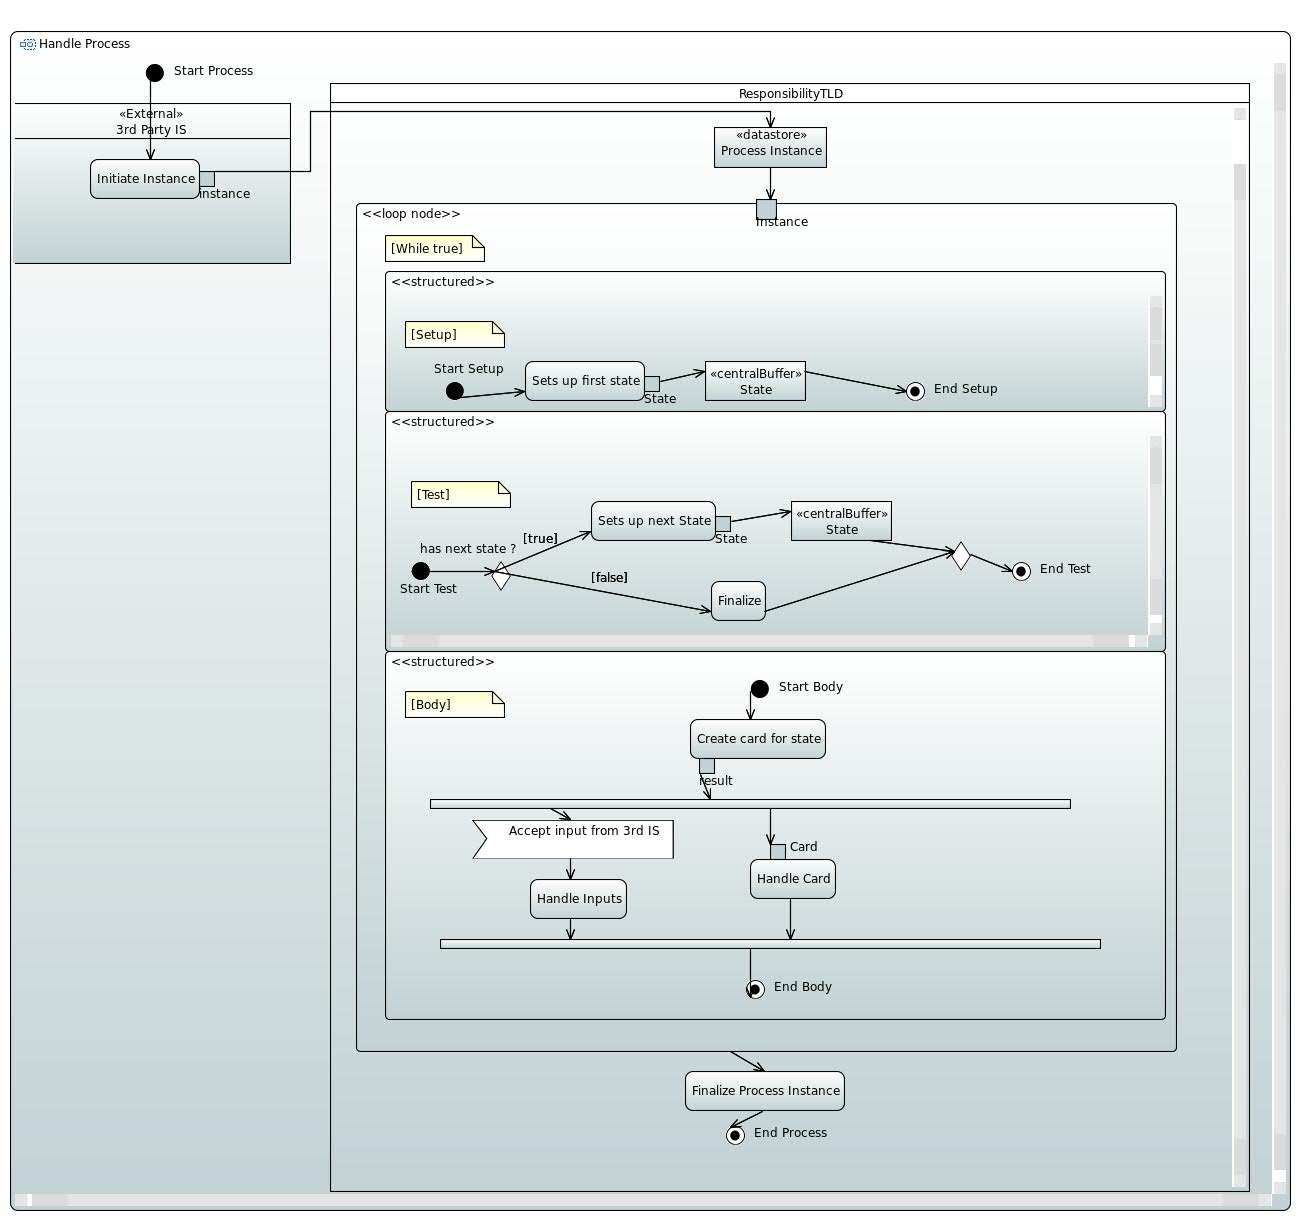 Handle Process
Start Process
«External»
3rd Party IS
Initiate Instance
instance
ResponsibilityTLD
«datastore»
Process Instance
<<loop node>>
Instance
[While true]
<<structured>>
[Setup]
Start Setup
Sets up first state
State
«centralBuffer»
State
End Setup
<<structured>>
[Test]
has next state ?
Start Test
[true]
[false]
Sets up next State
State
«centralBuffer»
State
Finalize
End Test
<<structured>>
[Body]
Start Body
Create card for state
result
Accept input from 3rd IS
Card
Handle Inputs
Handle Card
End Body
Finalize Process Instance
End Process